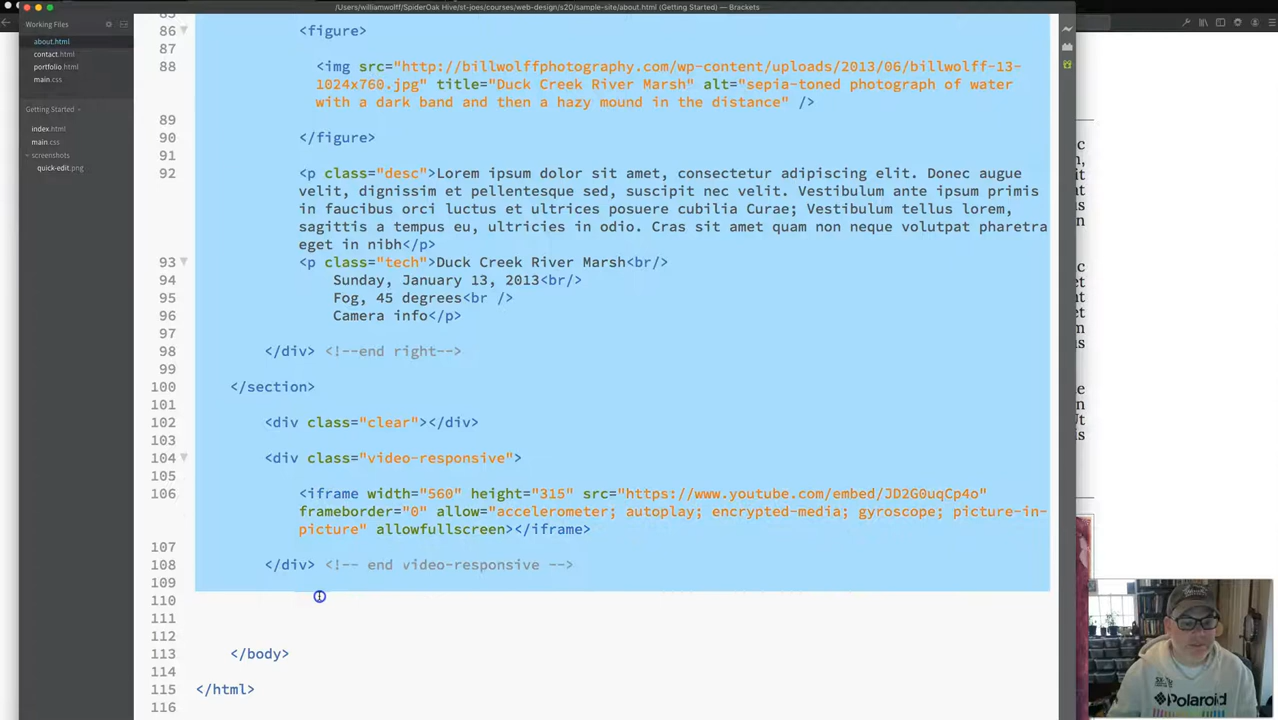 /Users/williamwolff/SpiderOak Hive/st-joes/courses/web-design/s20/sample-site/about.html (Getting Started) — Brackets
Working Files
about.html
contact.html
portfolio.html
main.css
Getting Started
index.html
main.css
screenshots
quick-edit.png
86 <figure>
87
88 <img src="http://billwolffphotography.com/wp-content/uploads/2013/06/billwolff-13-
1024x760.jpg" title="Duck Creek River Marsh" alt="sepia-toned photograph of water
with a dark band and then a hazy mound in the distance" />
89
90 </figure>
91
92 <p class="desc">Lorem ipsum dolor sit amet, consectetur adipiscing elit. Donec augue
velit, dignissim et pellentesque sed, suscipit nec velit. Vestibulum ante ipsum primis
in faucibus orci luctus et ultrices posuere cubilia Curae; Vestibulum tellus lorem,
sagittis a tempus eu, ultricies in odio. Cras sit amet quam non neque volutpat pharetra
eget in nibh</p>
93 <p class="tech">Duck Creek River Marsh<br/>
94 Sunday, January 13, 2013<br/>
95 Fog, 45 degrees<br />
96 Camera info</p>
97
98 </div> <!--end right-->
99
100 </section>
101
102 <div class="clear"></div>
103
104 <div class="video-responsive">
105
106 <iframe width="560" height="315" src="https://www.youtube.com/embed/JD2G0uqCp4o"
frameborder="0" allow="accelerometer; autoplay; encrypted-media; gyroscope; picture-in-
picture" allowfullscreen></iframe>
107
108 </div> <!-- end video-responsive -->
109
110
111
112
113 </body>
114
115 </html>
116
Polaroid